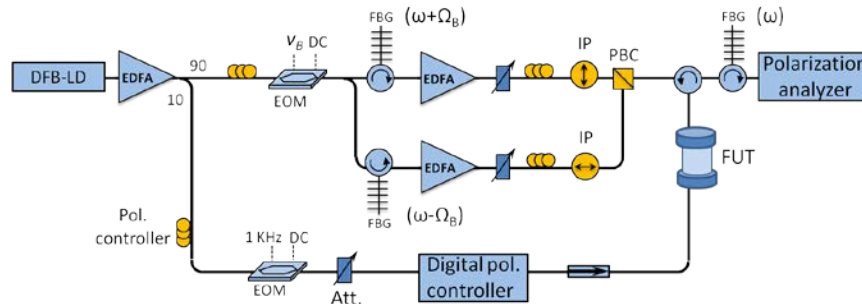 FBG
(ω+Ω_B)
FBG
(ω)
ν_B DC
IP
PBC
DFB-LD
EDFA
90
10
EOM
EDFA
Polarization
analyzer
IP
FUT
EDFA
FBG
(ω-Ω_B)
Pol.
controller
1 KHz DC
EOM
Att.
Digital pol.
controller